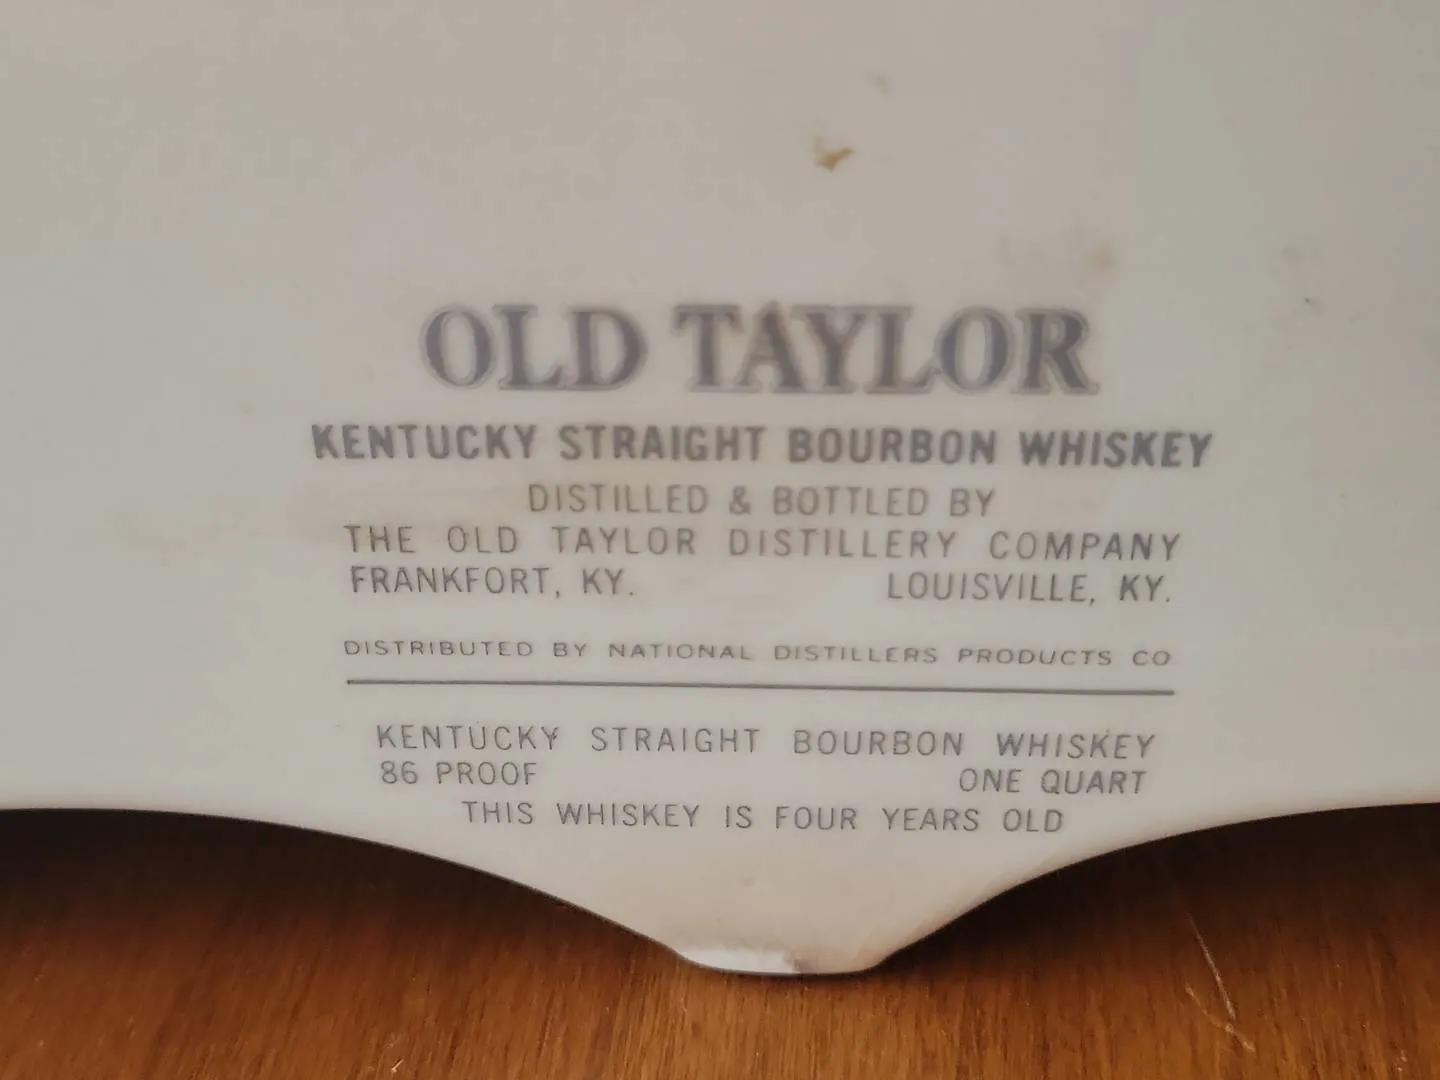 OLD TAYLOR
KENTUCKY STRAIGHT BOURBON WHISKEY
DISTILLED & BOTTLED BY
THE OLD TAYLOR DISTILLERY COMPANY
FRANKFORT, KY. LOUISVILLE, KY.
DISTRIBUTED BY NATIONAL DISTILLERS PRODUCTS CO
KENTUCKY STRAIGHT BOURBON WHISKEY
86 PROOF ONE QUART
THIS WHISKEY IS FOUR YEARS OLD